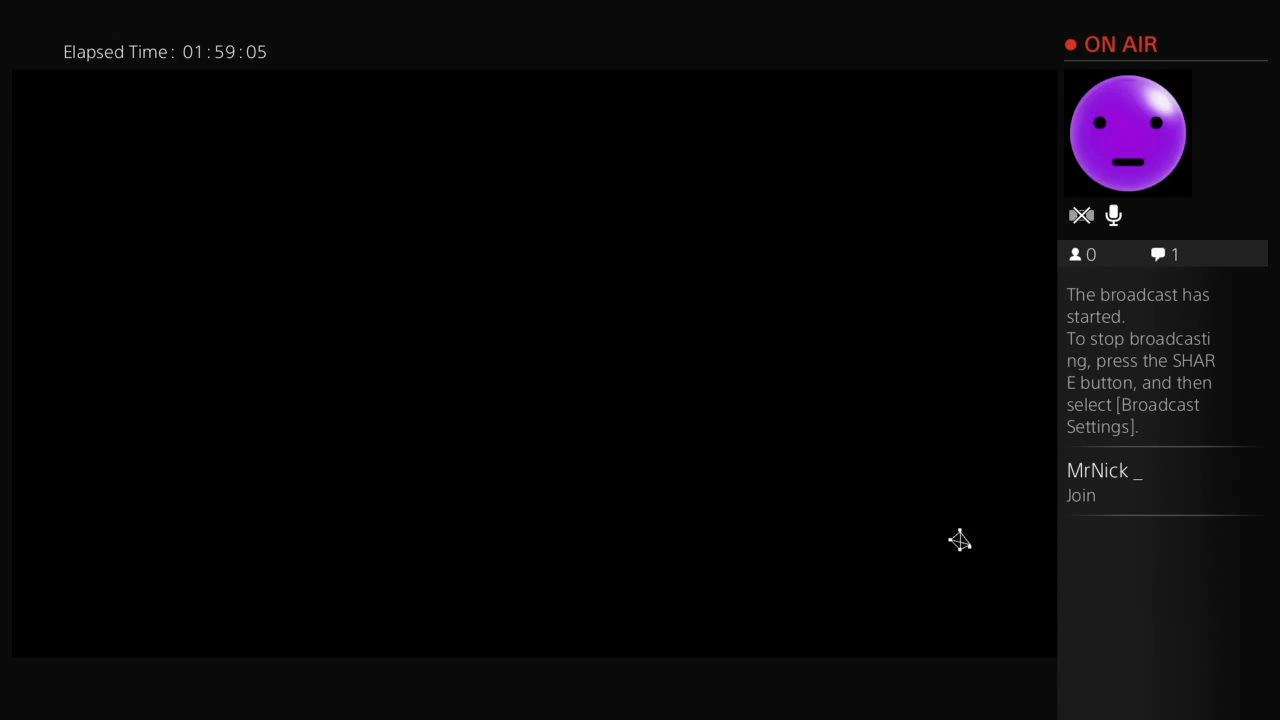 Elapsed Time: 01:59:05
ON AIR
0 1
The broadcast has
started.
To stop broadcasti
ng, press the SHAR
E button, and then
select [Broadcast
Settings].
MrNick _
Join